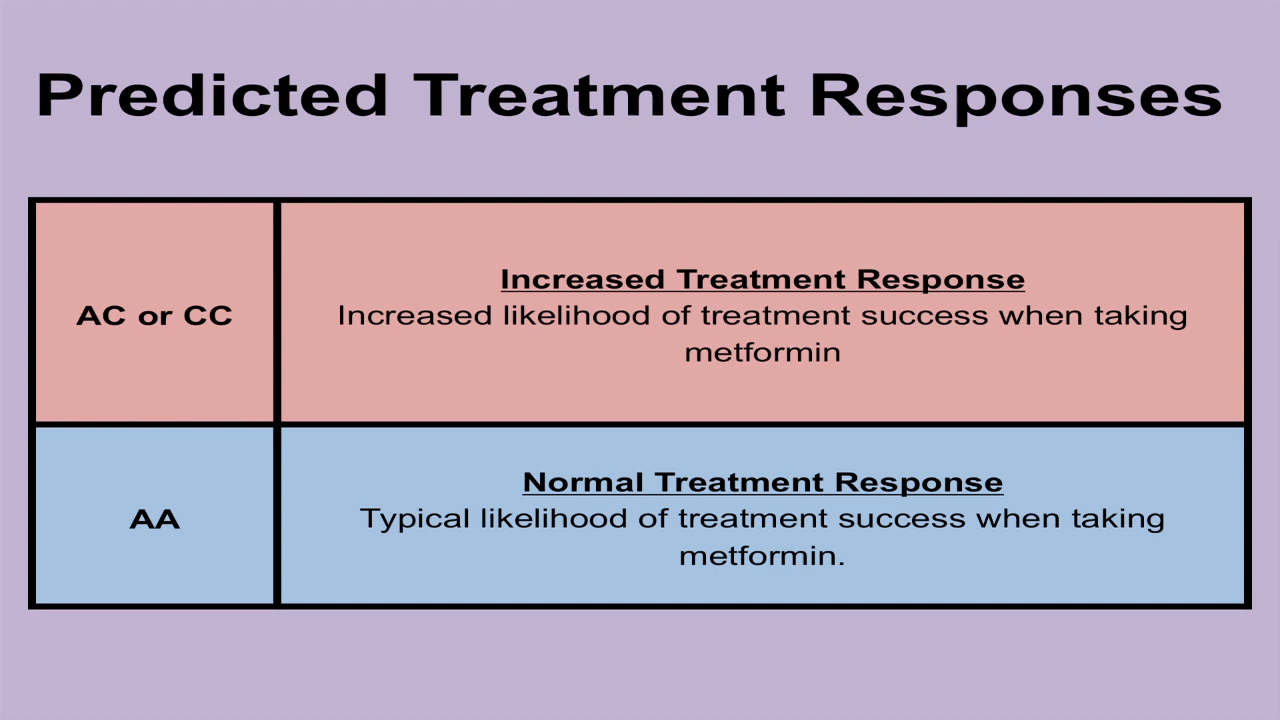 Predicted Treatment Responses
AC or CC
Increased Treatment Response
Increased likelihood of treatment success when taking
metformin
AA
Normal Treatment Response
Typical likelihood of treatment success when taking
metformin.